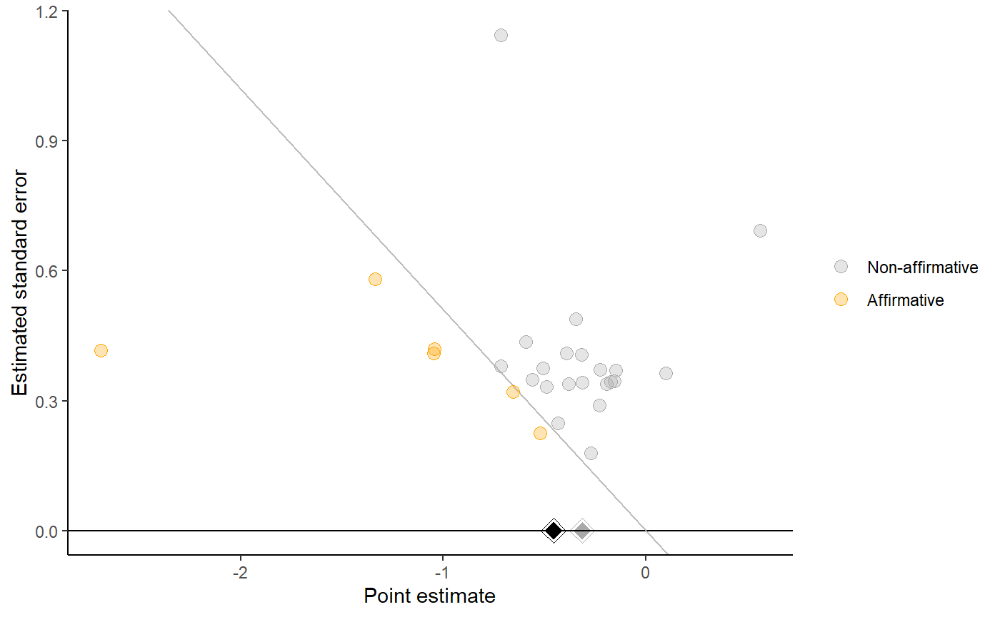 1.2
0.9
0.6
0.3
0.0
Estimated standard error
-2
-1
0
Point estimate
Non-affirmative
Affirmative